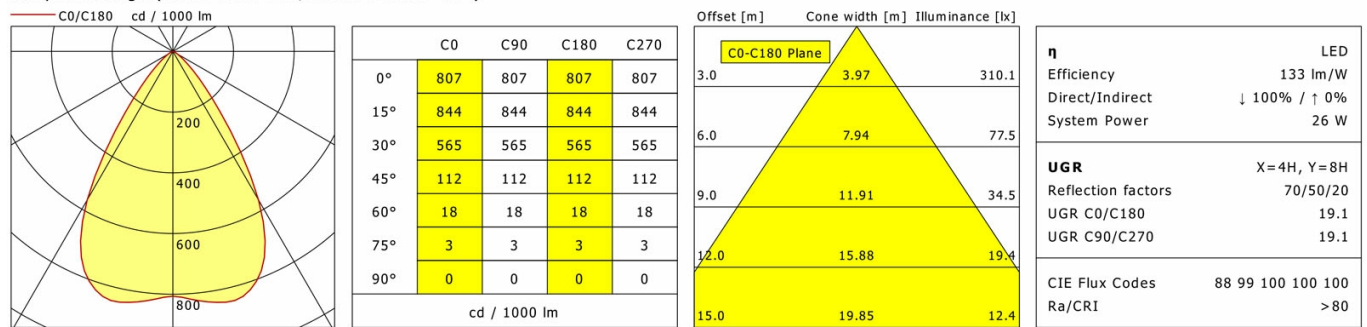 C0/C180 cd / 1000 lm
200
400
600
800
C0 C90 C180 C270
0° 807 807 807 807
15° 844 844 844 844
30° 565 565 565 565
45° 112 112 112 112
60° 18 18 18 18
75° 3 3 3 3
90° 0 0 0 0
cd / 1000 lm
Offset [m] Cone width [m] Illuminance [lx]
C0-C180 Plane
3.0 3.97 310.1
6.0 7.94 77.5
9.0 11.91 34.5
12.0 15.88 19.4
15.0 19.85 12.4
η LED
Efficiency 133 lm/W
Direct/Indirect ↓ 100% / ↑ 0%
System Power 26 W
UGR X=4H, Y=8H
Reflection factors 70/50/20
UGR C0/C180 19.1
UGR C90/C270 19.1
CIE Flux Codes 88 99 100 100 100
Ra/CRI >80